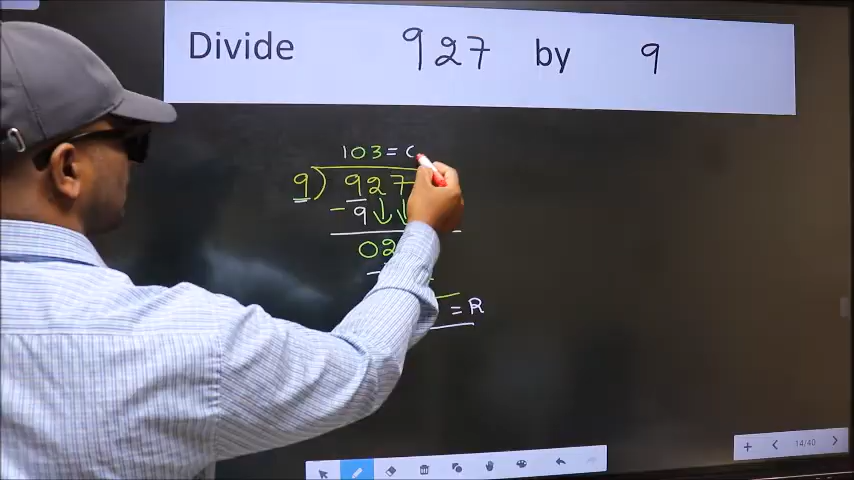 Divide 927 by 9
103 = 
9) 927
- 9↓↓
02
= R
14/40